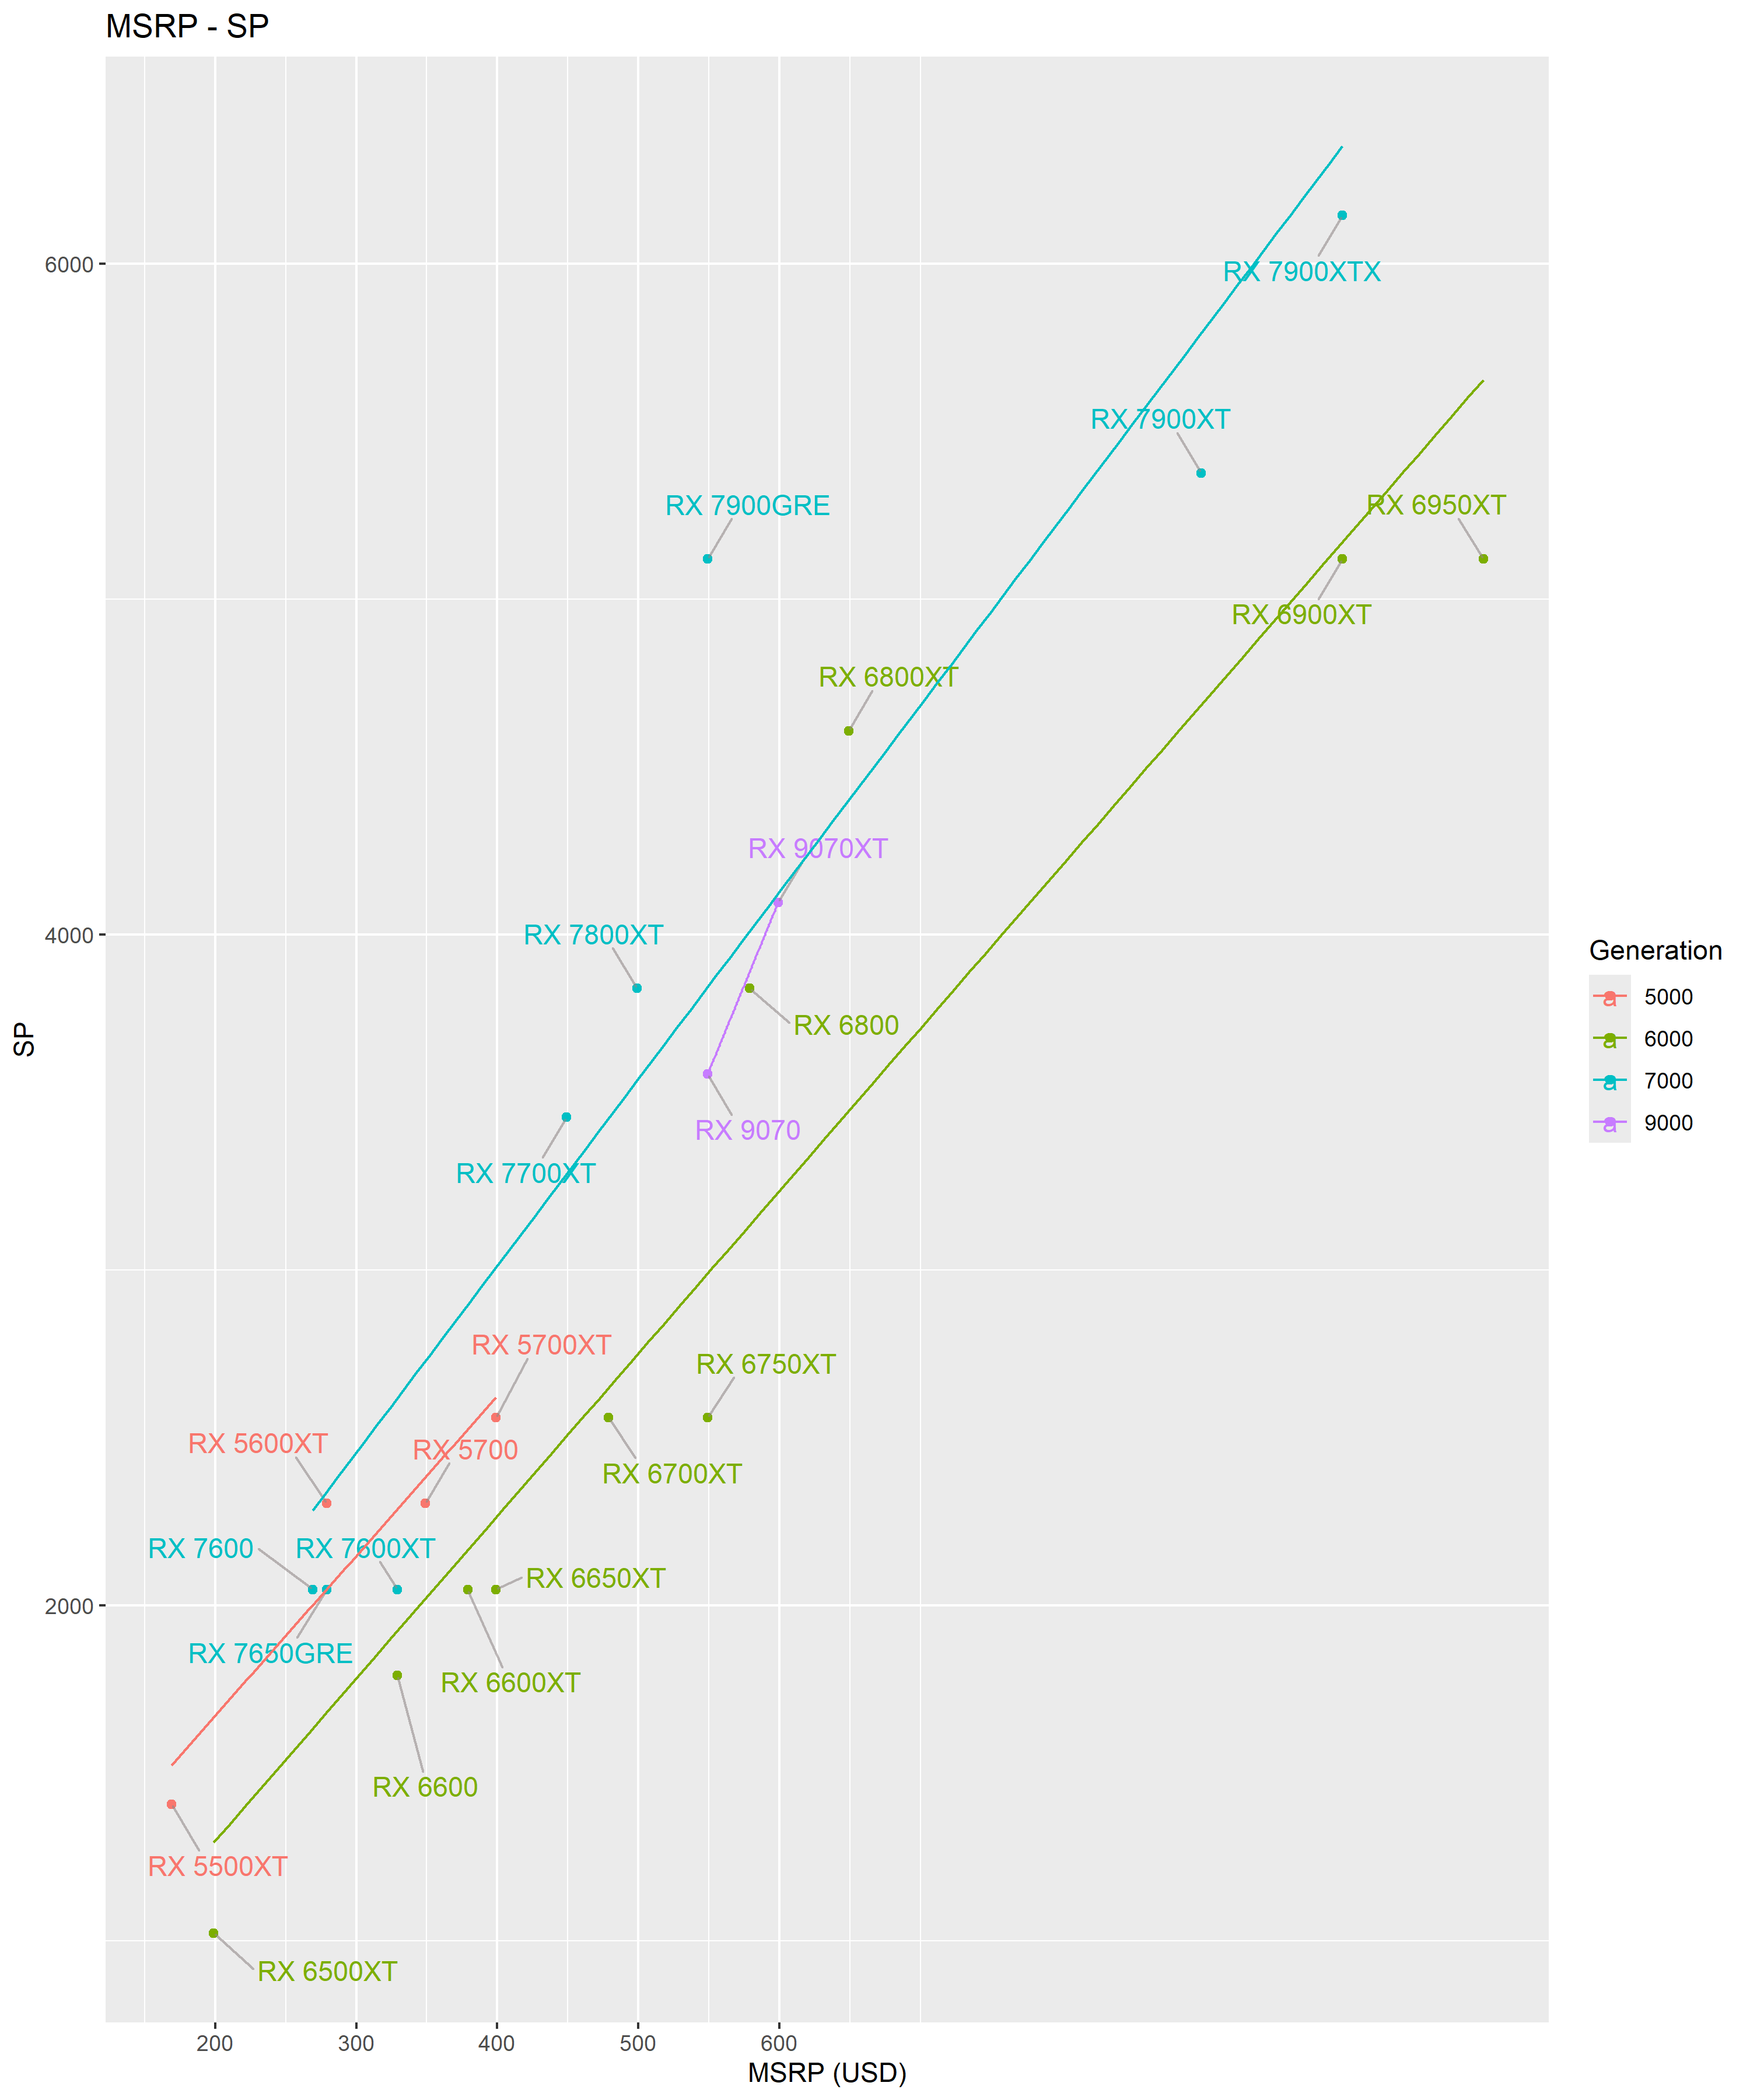 MSRP - SP
6000
RX 7900XTX
RX 7900XT
RX 7900GRE
RX 6950XT
RX 6900XT
RX 6800XT
RX 9070XT
4000
RX 7800XT
RX 6800
RX 9070
RX 7700XT
RX 5700XT
RX 6750XT
RX 5600XT
RX 5700
RX 6700XT
RX 7600
RX 7600XT
RX 6650XT
2000
RX 7650GRE
RX 6600XT
RX 6600
RX 5500XT
RX 6500XT
SP
200 300 400 500 600
MSRP (USD)
Generation
a 5000
a 6000
a 7000
a 9000